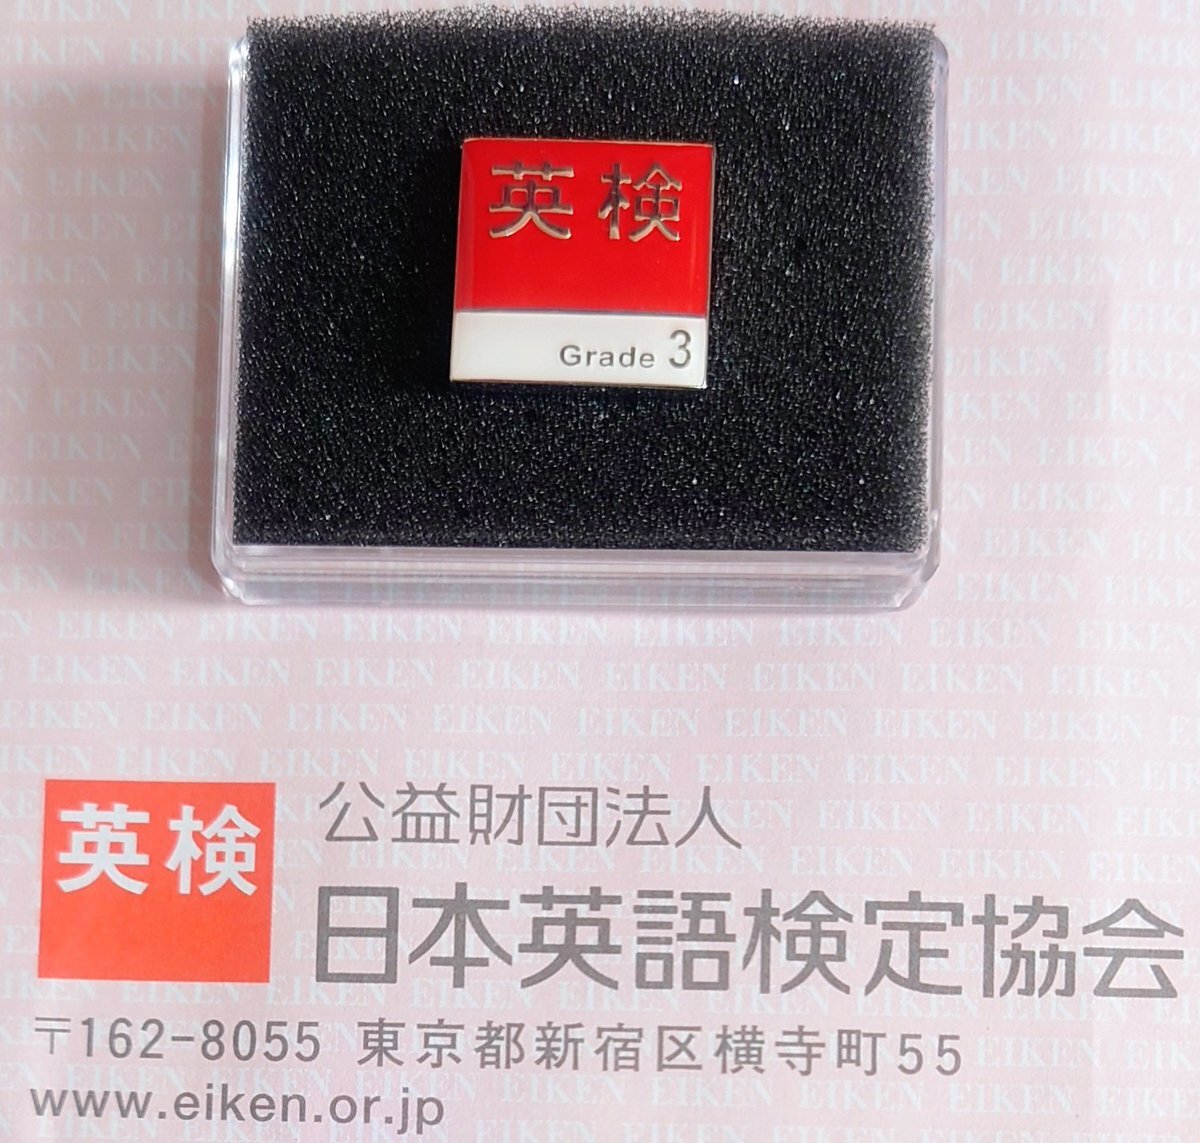 英検
Grade 3
英検
公益財団法人
日本英語検定協会
〒162-8055 東京都新宿区横寺町55
www.eiken.or.jp